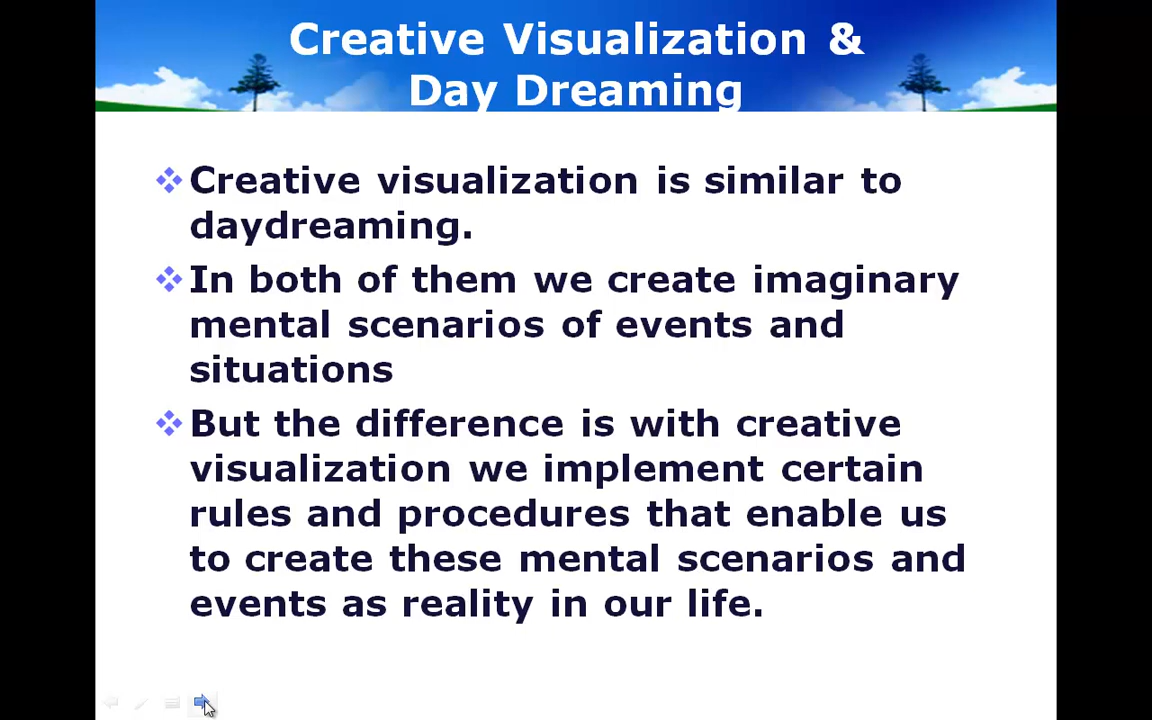 Creative Visualization &
Day Dreaming
Creative visualization is similar to
daydreaming.
In both of them we create imaginary
mental scenarios of events and
situations
But the difference is with creative
visualization we implement certain
rules and procedures that enable us
to create these mental scenarios and
events as reality in our life.